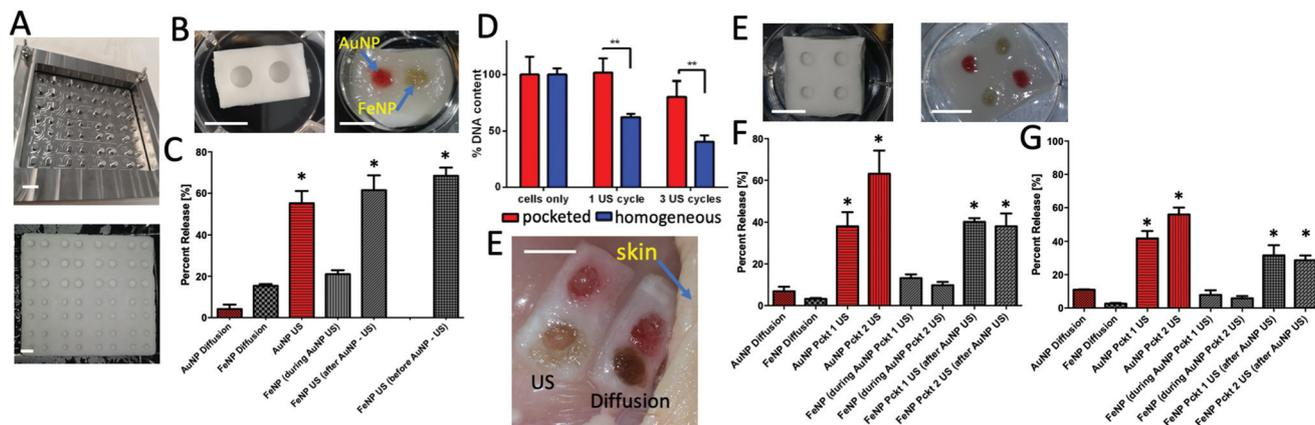 A
B
AuNP
FeNP
C
Percent Release [%]
80
60
40
20
0
*
*
*
AuNP Diffusion
FeNP Diffusion
AuNP US
FeNP (during AuNP US)
FeNP US (after AuNP - US)
FeNP US (before AuNP - US)
D
% DNA content
100
50
0
**
**
cells only
1 US cycle
3 US cycles
pocketed
homogeneous
E
skin
US
Diffusion
E
F
Percent Release [%]
80
60
40
20
0
*
*
*
*
AuNP Diffusion
FeNP Diffusion
AuNP Pckt 1 US
AuNP Pckt 2 US
FeNP (during AuNP Pckt 1 US)
FeNP (during AuNP Pckt 2 US)
FeNP Pckt 1 US (after AuNP US)
FeNP Pckt 2 US (after AuNP US)
G
Percent Release [%]
100
80
60
40
20
0
*
*
*
*
AuNP Diffusion
FeNP Diffusion
AuNP Pckt 1 US
AuNP Pckt 2 US
FeNP (during AuNP Pckt 1 US)
FeNP (during AuNP Pckt 2 US)
FeNP Pckt 1 US (after AuNP US)
FeNP Pckt 2 US (after AuNP US)